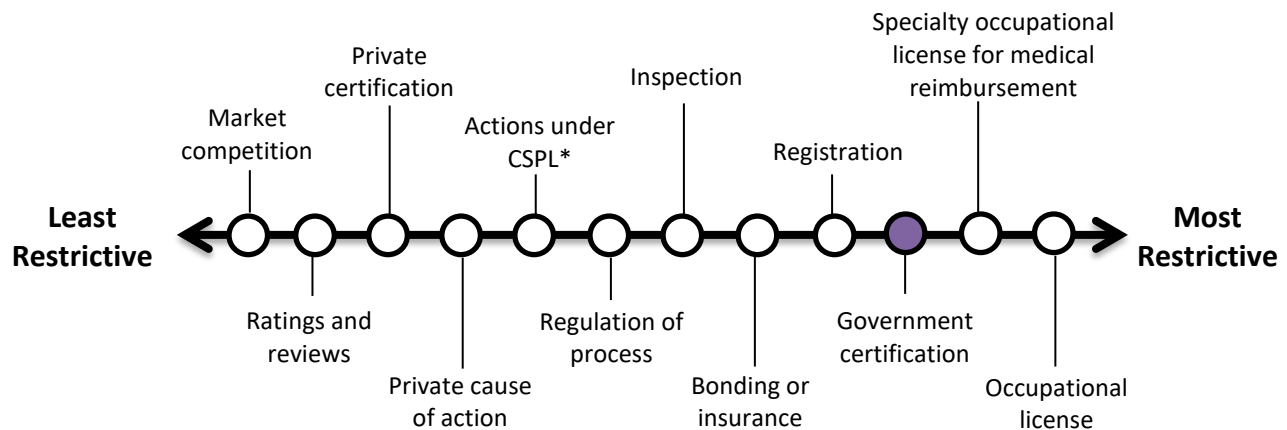 Market
competition
Ratings and
reviews
Private
certification
Private cause
of action
Actions under
CSPL*
Regulation of
process
Inspection
Bonding or
insurance
Registration
Government
certification
Specialty occupational
license for medical
reimbursement
Occupational
license
Least
Restrictive
Most
Restrictive